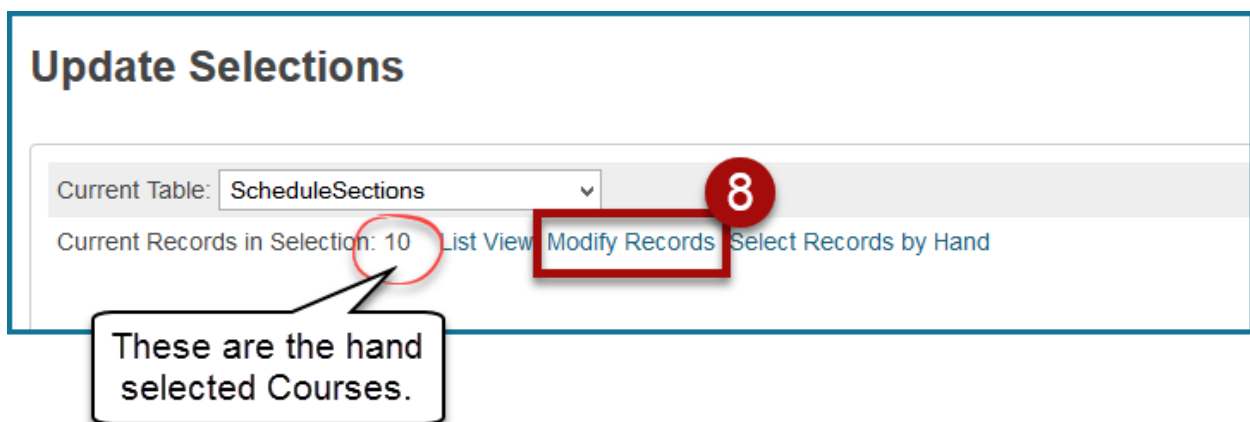 Update Selections
Current Table: ScheduleSections
8
Current Records in Selection: 10 List View Modify Records Select Records by Hand
These are the hand
selected Courses.